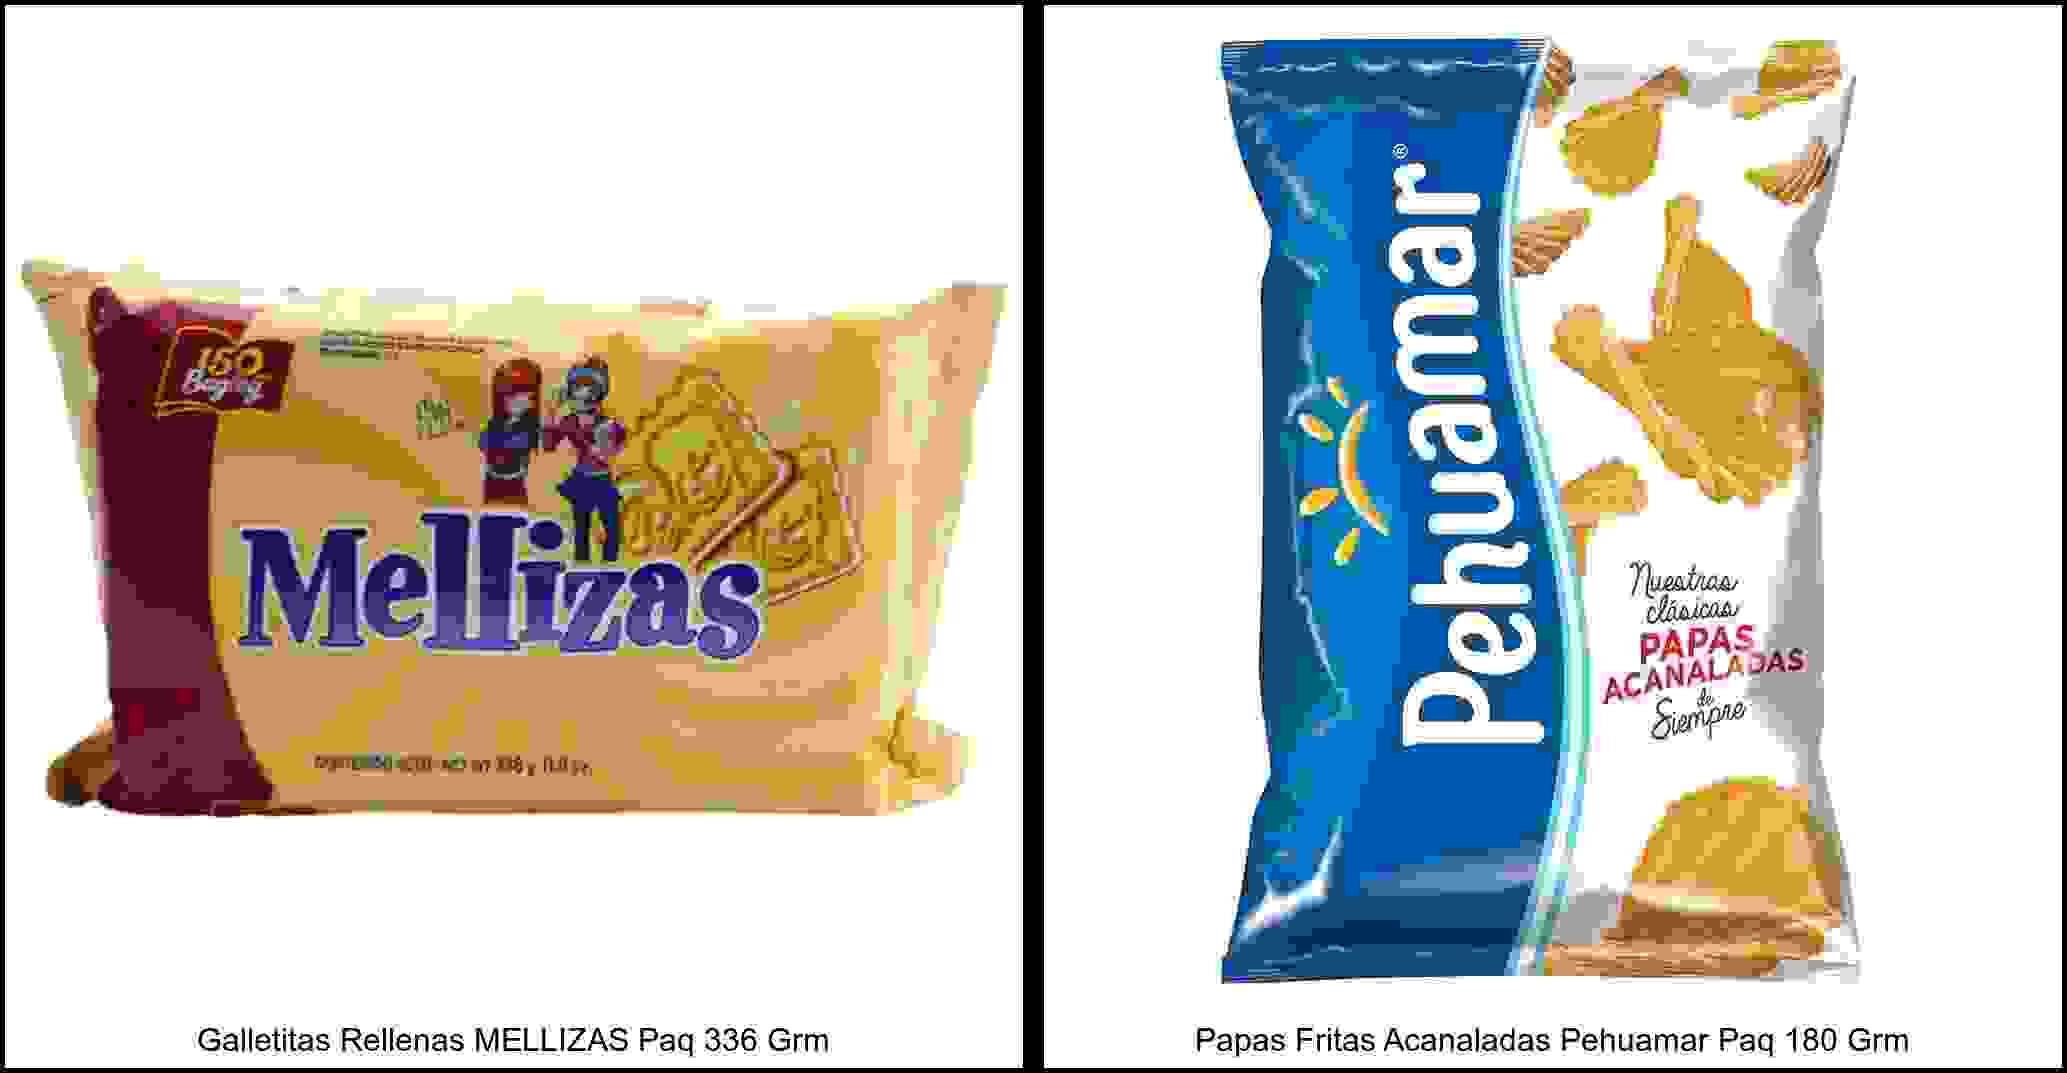 150
Bagley
Mellizas
Galletitas Rellenas MELLIZAS Paq 336 Grm
Pehuamar®
Nuestras
clásicas
PAPAS
ACANALADAS
de
Siempre
Papas Fritas Acanaladas Pehuamar Paq 180 Grm